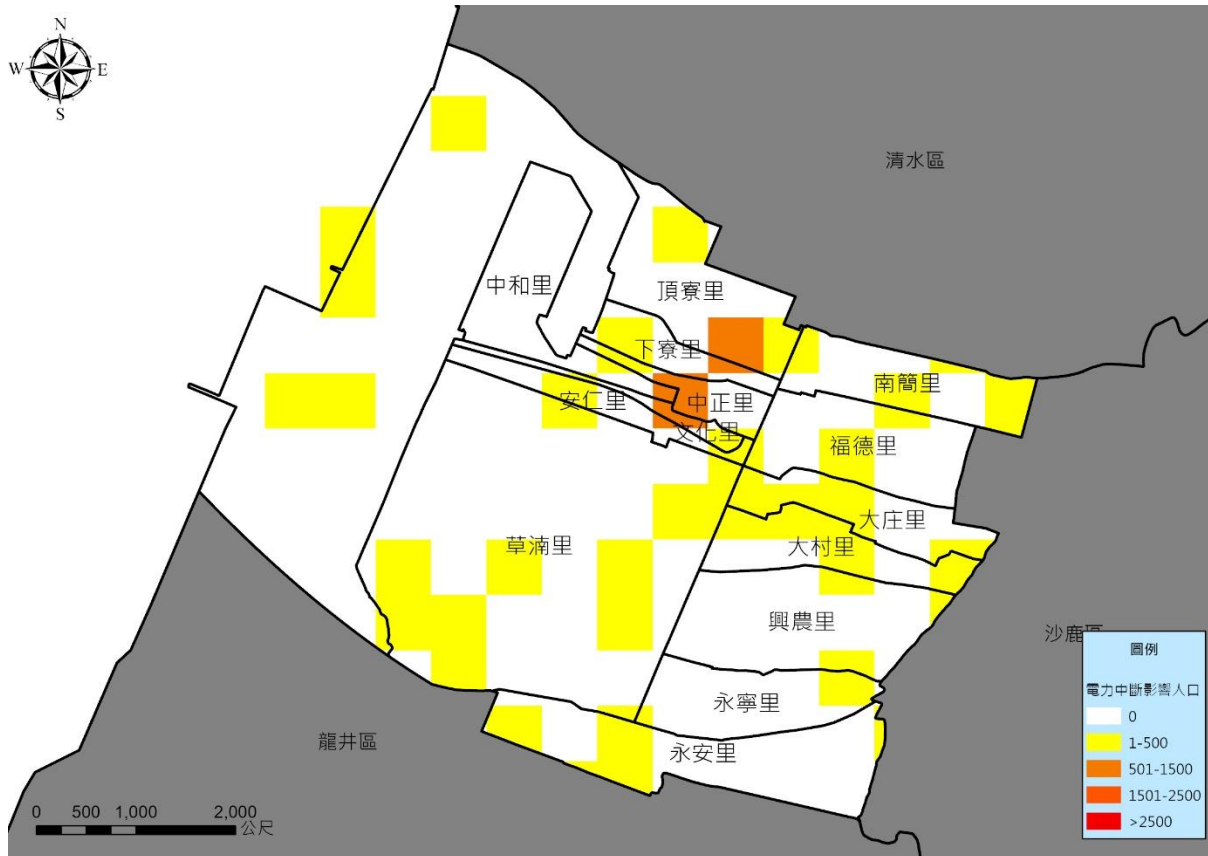 N
W
E
S
清水區
中和里
頂寮里
下寮里
南簡里
安仁里
中正里
文化里
福德里
大庄里
草湳里
大村里
興農里
沙鹿區
永寧里
龍井區
永安里
圖例
電力中斷影響人口
0
1-500
501-1500
1501-2500
>2500
0 500 1,000 2,000
公尺